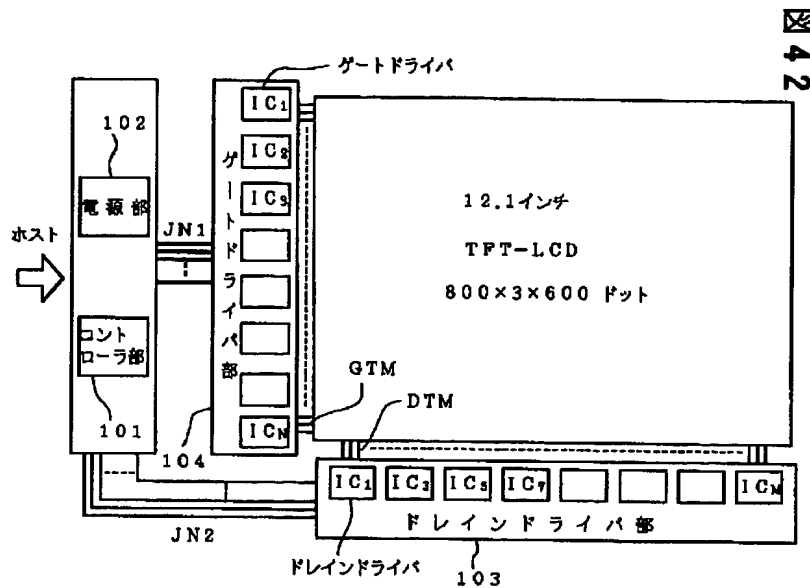 図42
ゲートドライバ
102
電源部
ホスト
コント
ローラ部
101
JN1
IC₁
IC₂
IC₃
IC_N
ゲートドライバ部
104
12.1インチ
TFT-LCD
800×3×600 ドット
GTM
DTM
IC₁
IC₃
IC₅
IC₇
IC_M
ドレインドライバ部
JN2
ドレインドライバ
103